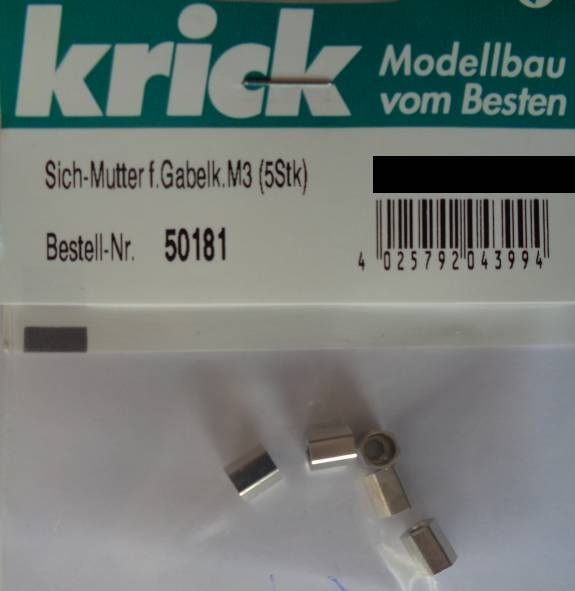 krick
Modellbau
vom Besten
Sich-Mutter f.Gabelk.M3 (5Stk)
Bestell-Nr. 50181
4 025792 043994